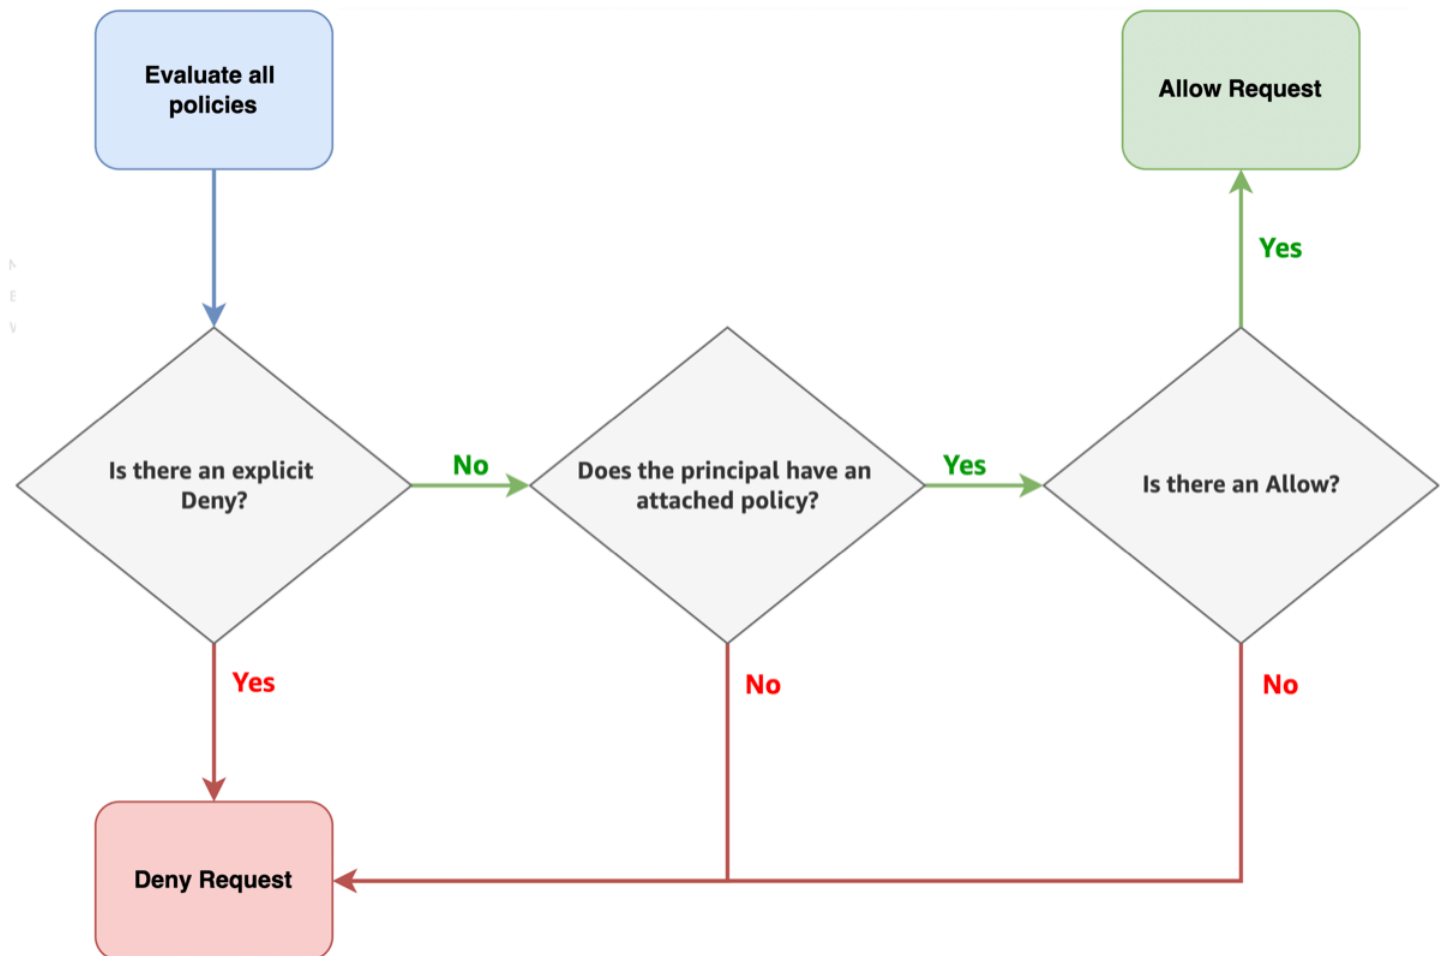 Evaluate all
policies
Allow Request
Yes
Is there an explicit
Deny?
No
Does the principal have an
attached policy?
Yes
Is there an Allow?
Yes
No
No
Deny Request